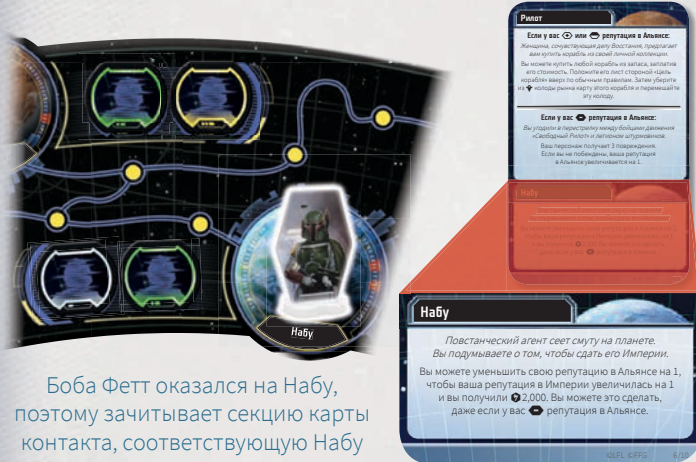 Рилот
Если у вас или репутация в Альянсе:
Женщина, сочувствующая делу Восстания, предлагает
вам купить корабль из своей личной коллекции.
Вы можете купить любой корабль из запаса, заплатив
его стоимость. Положите его лист стороной «Цель
корабля» вверх по обычным правилам. Затем уберите
из колоды рынка карту этого корабля и перемешайте
эту колоду.
Если у вас репутация в Альянсе:
Вы угодили в перестрелку между бойцами движения
«Свободный Рилот» и легионом штурмовиков.
Ваш персонаж получает 3 повреждения.
Если вы не побеждены, ваша репутация
в Альянсе увеличивается на 1.
Набу
Набу
Набу
Повстанческий агент сеет смуту на планете.
Вы подумываете о том, чтобы сдать его Империи.
Вы можете уменьшить свою репутацию в Альянсе на 1,
чтобы ваша репутация в Империи увеличилась на 1
и вы получили 2,000. Вы можете это сделать,
даже если у вас репутация в Альянсе.
©LFL ©FFG 6/10
Боба Фетт оказался на Набу,
поэтому зачитывает секцию карты
контакта, соответствующую Набу